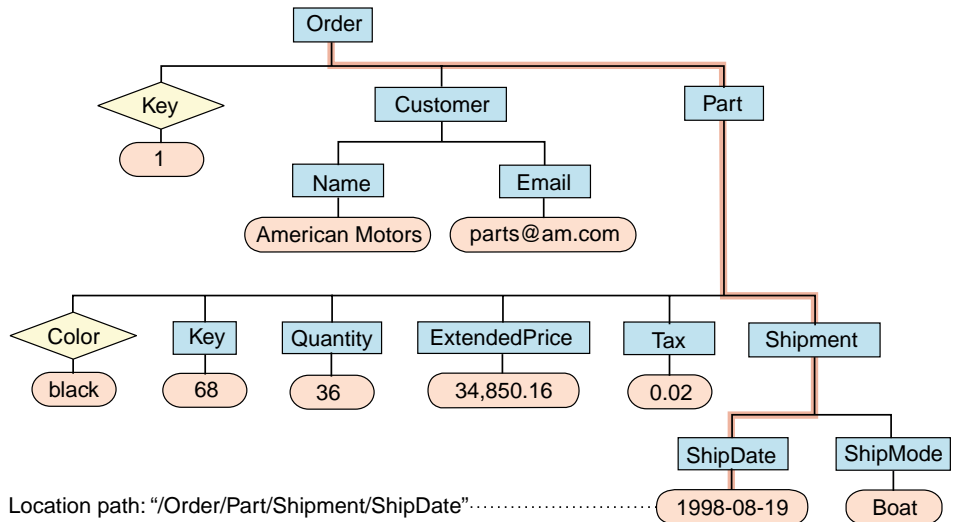 Order
Key
Customer
Part
1
Name
Email
American Motors
parts@am.com
Color
Key
Quantity
ExtendedPrice
Tax
Shipment
black
68
36
34,850.16
0.02
ShipDate
ShipMode
Location path: “/Order/Part/Shipment/ShipDate”
1998-08-19
Boat